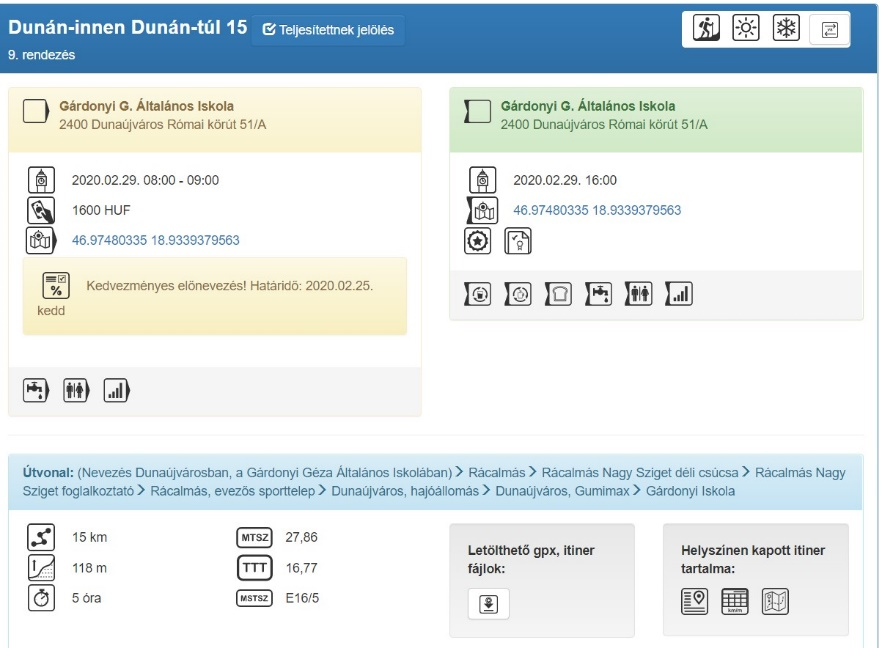 Dunán-innen Dunán-túl 15 Teljesítettnek jelölés
9. rendezés
Gárdonyi G. Általános Iskola
2400 Dunaújváros Római körút 51/A
2020.02.29. 08:00 - 09:00
1600 HUF
46.97480335 18.9339379563
Kedvezményes előnevezés! Határidő: 2020.02.25.
kedd
Gárdonyi G. Általános Iskola
2400 Dunaújváros Római körút 51/A
2020.02.29. 16:00
46.97480335 18.9339379563
Útvonal: (Nevezés Dunaújvárosban, a Gárdonyi Géza Általános Iskolában) > Rácalmás > Rácalmás Nagy Sziget déli csúcsa > Rácalmás Nagy
Sziget foglalkoztató > Rácalmás, evezős sporttelep > Dunaújváros, hajóállomás > Dunaújváros, Gumimax > Gárdonyi Iskola
15 km
118 m
5 óra
MTSZ 27,86
TTT 16,77
MSTSZ E16/5
Letölthető gpx, itiner
fájlok:
Helyszínen kapott itiner
tartalma:
km/m